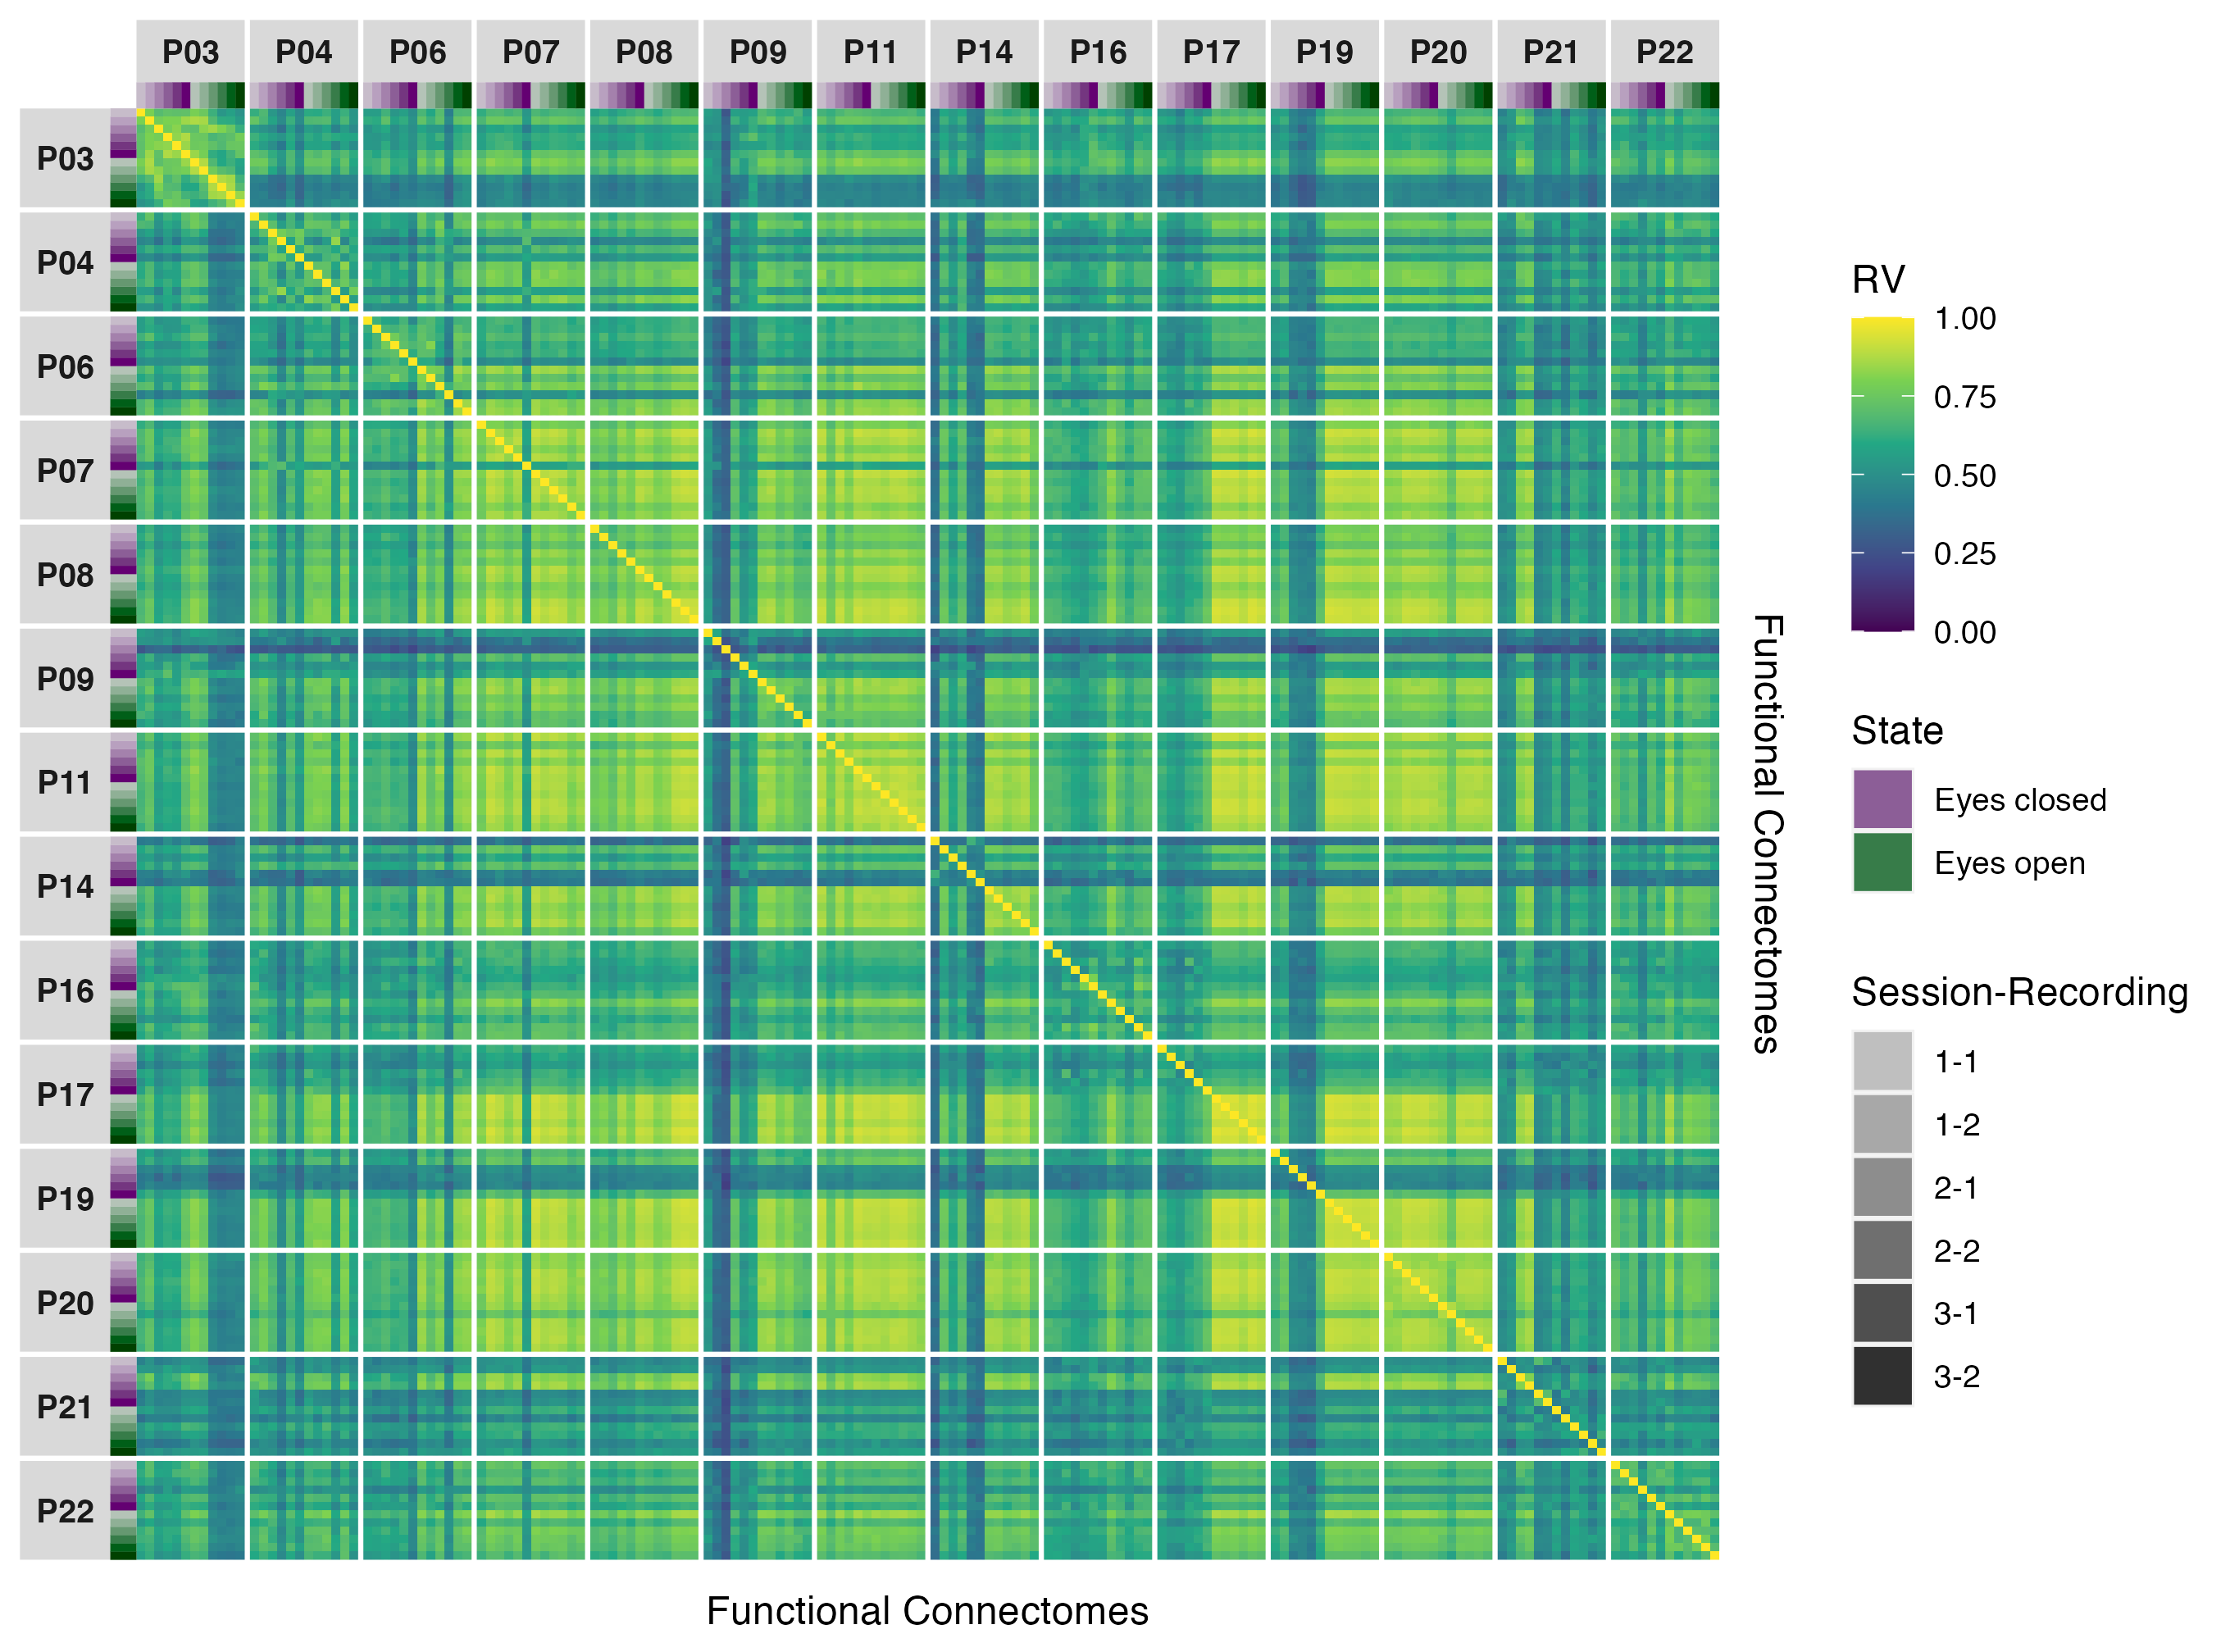 P03 P04 P06 P07 P08 P09 P11 P14 P16 P17 P19 P20 P21 P22
P03
P04
P06
P07
P08
P09
P11
P14
P16
P17
P19
P20
P21
P22
Functional Connectomes
Functional Connectomes
RV
1.00
0.75
0.50
0.25
0.00
State
Eyes closed
Eyes open
Session-Recording
1-1
1-2
2-1
2-2
3-1
3-2